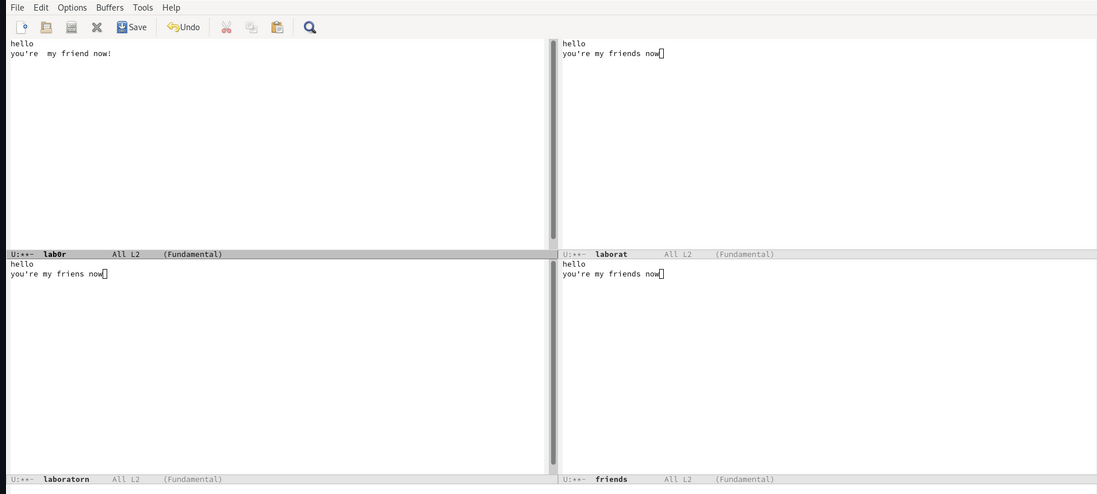 File Edit Options Buffers Tools Help
Save Undo
hello
you're  my friend now!
U:**-  lab0r          All L2     (Fundamental)
hello
you're my friends now
U:**-  laborat        All L2     (Fundamental)
hello
you're my friens now
U:**-  laboratorn     All L2     (Fundamental)
hello
you're my friends now
U:**-  friends        All L2     (Fundamental)